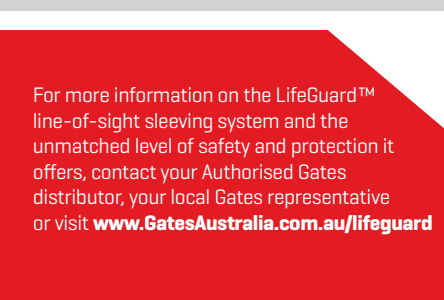 For more information on the LifeGuard™
line-of-sight sleeving system and the
unmatched level of safety and protection it
offers, contact your Authorised Gates
distributor, your local Gates representative
or visit www.GatesAustralia.com.au/lifeguard